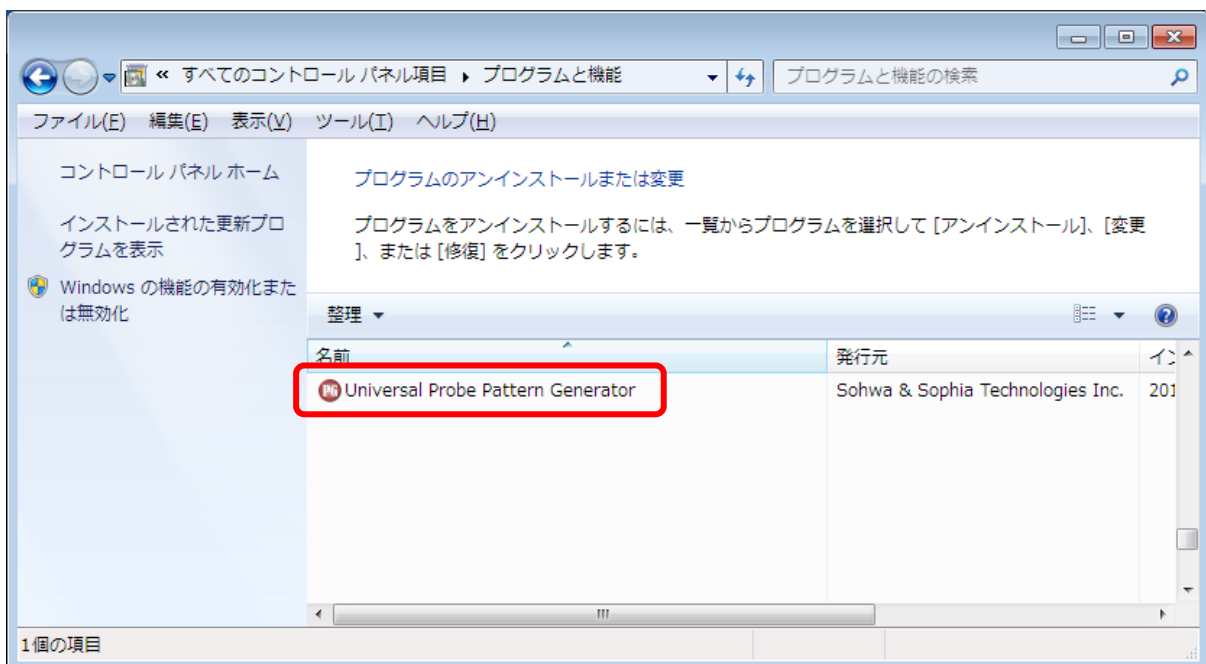 « すべてのコントロール パネル項目 ▸ プログラムと機能
プログラムと機能の検索
ファイル(F) 編集(E) 表示(V) ツール(T) ヘルプ(H)
コントロール パネル ホーム
インストールされた更新プロ
グラムを表示
Windows の機能の有効化また
は無効化
プログラムのアンインストールまたは変更
プログラムをアンインストールするには、一覧からプログラムを選択して [アンインストール]、[変更
]、または [修復] をクリックします。
整理
名前 発行元 イン
PG Universal Probe Pattern Generator Sohwa & Sophia Technologies Inc. 201
1個の項目